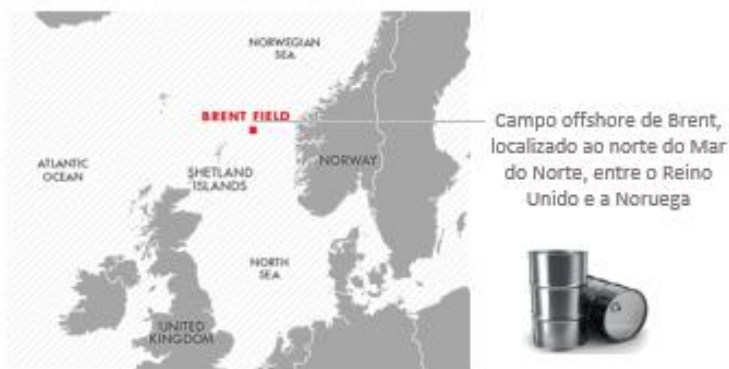 NORWEGIAN
SEA
BRENT FIELD
ATLANTIC
OCEAN
SHETLAND
ISLANDS
NORWAY
NORTH
SEA
UNITED
KINGDOM
Campo offshore de Brent,
localizado ao norte do Mar
do Norte, entre o Reino
Unido e a Noruega